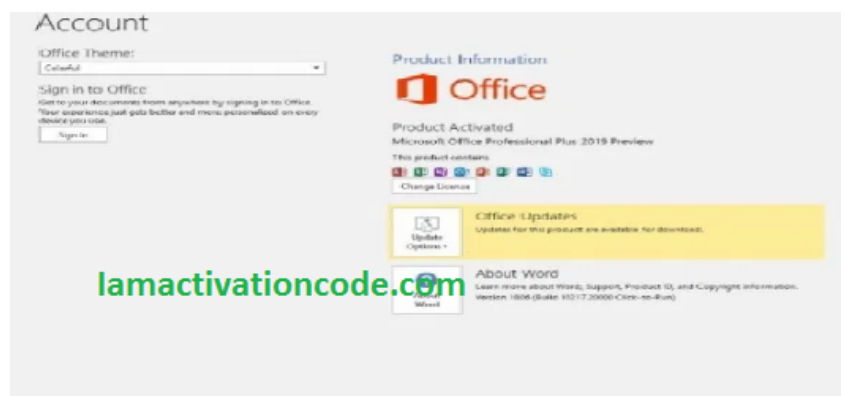 Account
Office Theme:
Colorful
Sign in to Office
Get to your documents from anywhere by signing in to Office.
Your experience just gets better and more personalized on every
device you use.
Sign In
Product Information
Office
Product Activated
Microsoft Office Professional Plus 2019 Preview
This product contains
Change License
Update
Options
Office Updates
Updates for this product are available for download.
About
Word
About Word
Learn more about Word, Support, Product ID, and Copyright information.
Version 1806 (Build 10217.20000 Click-to-Run)
Iamactivationcode.com